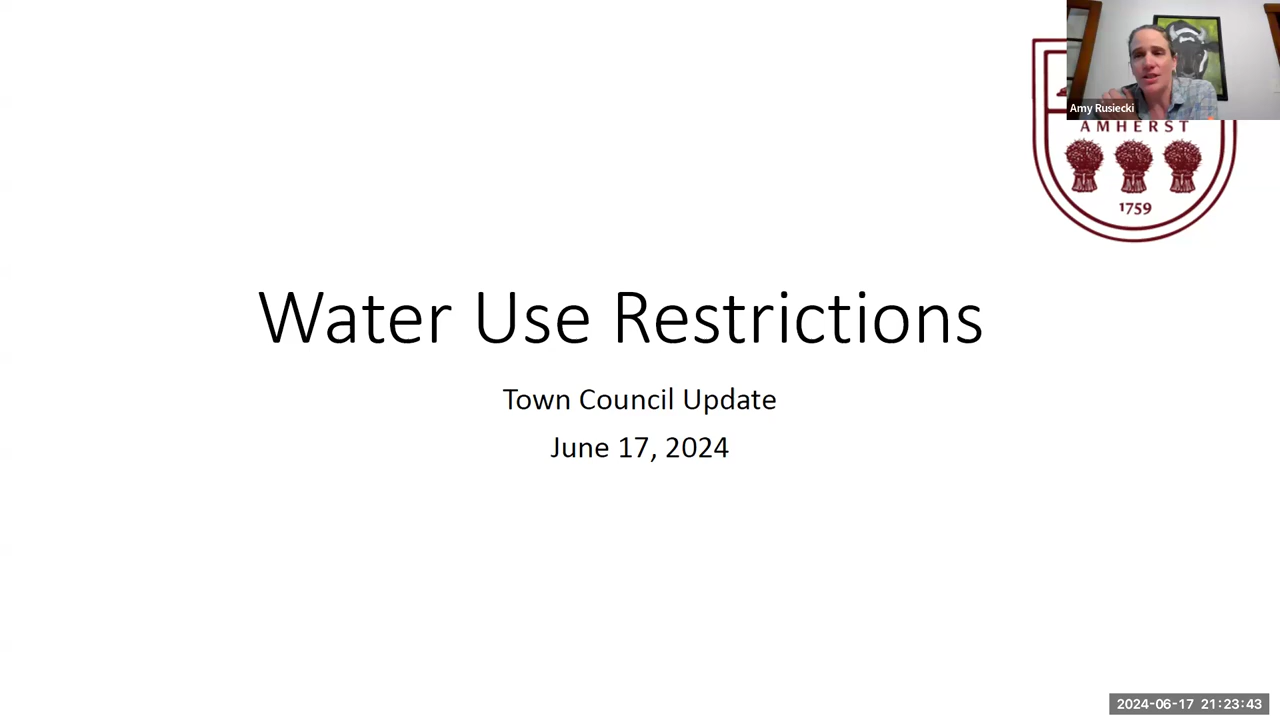 Amy Rusiecki
AMHERST
1759
Water Use Restrictions
Town Council Update
June 17, 2024
2024-06-17 21:23:43